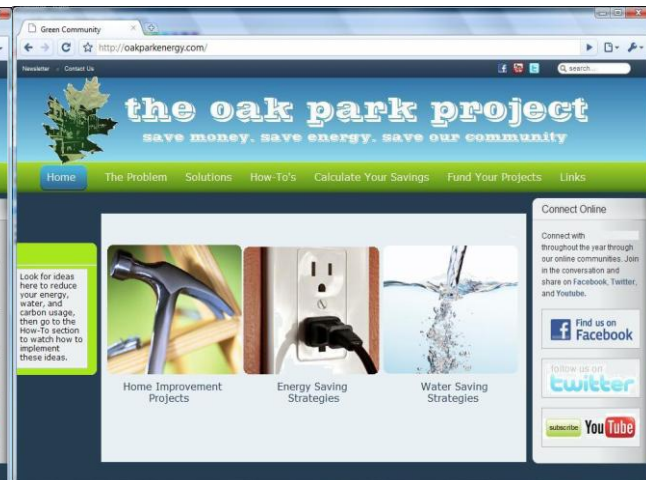 Green Community
http://oakparkenergy.com/
Newsletter
Contact Us
search...
the oak park project
save money. save energy. save our community
Home
The Problem
Solutions
How-To's
Calculate Your Savings
Fund Your Projects
Links
Look for ideas
here to reduce
your energy,
water, and
carbon usage,
then go to the
How-To section
to watch how to
implement
these ideas.
Home Improvement
Projects
Energy Saving
Strategies
Water Saving
Strategies
Connect Online
Connect with
throughout the year through
our online communities. Join
in the conversation and
share on Facebook, Twitter,
and Youtube.
Find us on
Facebook
follow us on
twitter
subscribe You Tube